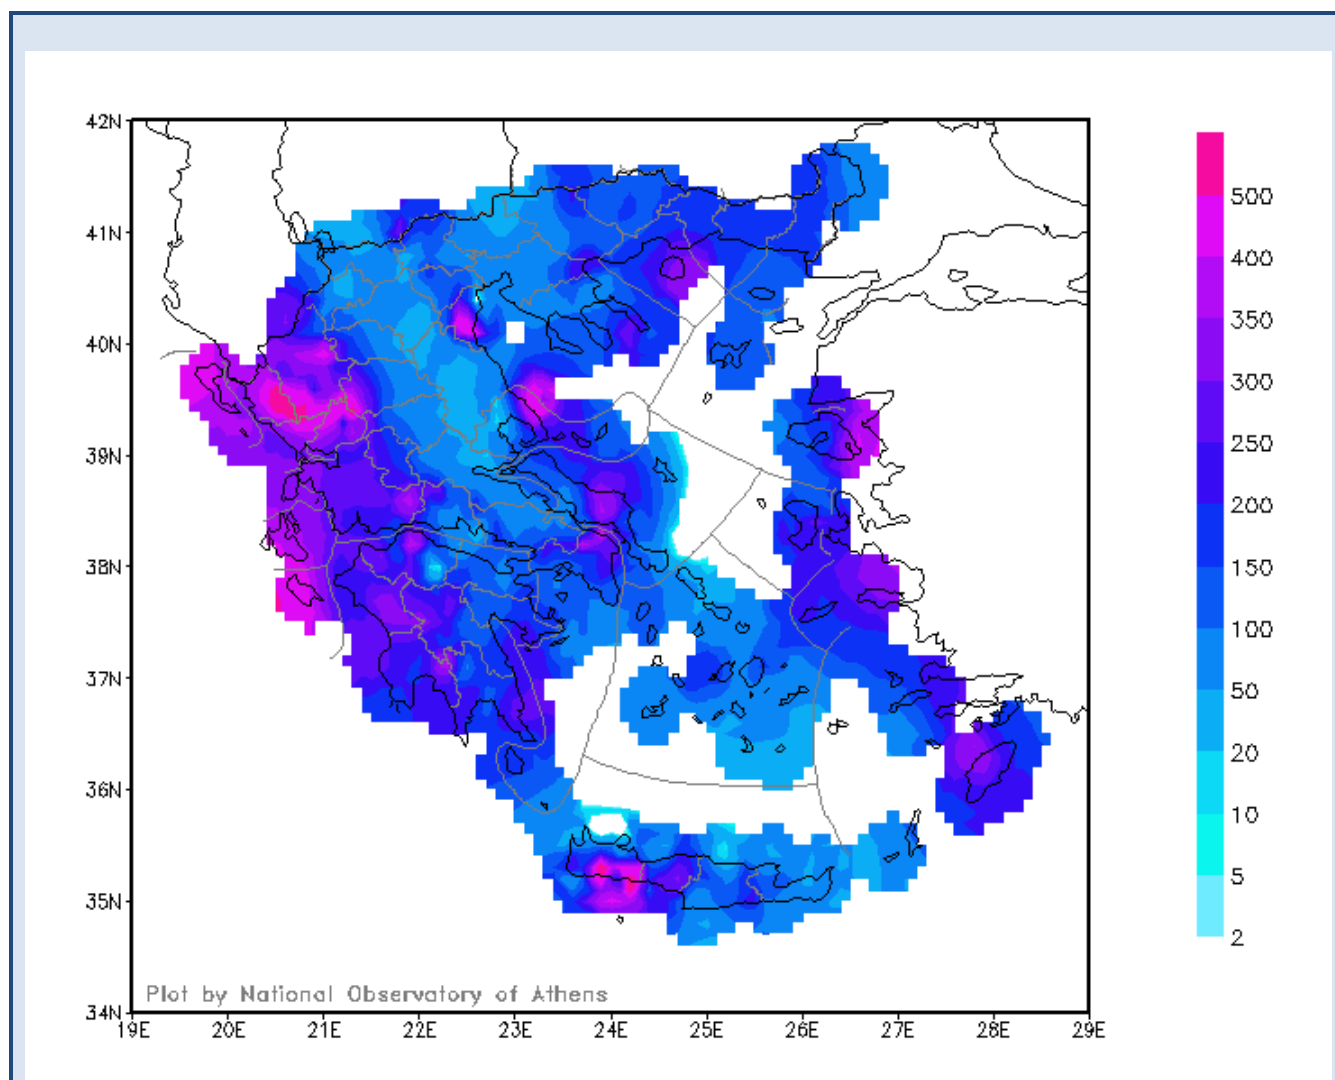 42N
41N
40N
39N
38N
37N
36N
35N
34N
19E 20E 21E 22E 23E 24E 25E 26E 27E 28E 29E
500
400
350
300
250
200
150
100
50
20
10
5
2
Plot by National Observatory of Athens